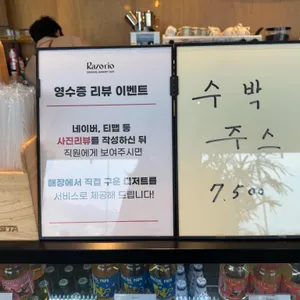 Razorio
영수증 리뷰 이벤트
네이버, 티맵 등
사진리뷰를 작성하신 뒤
직원에게 보여주시면
매장에서 직접 구운 디저트를
서비스로 제공해 드립니다!
수박
주스
7,500